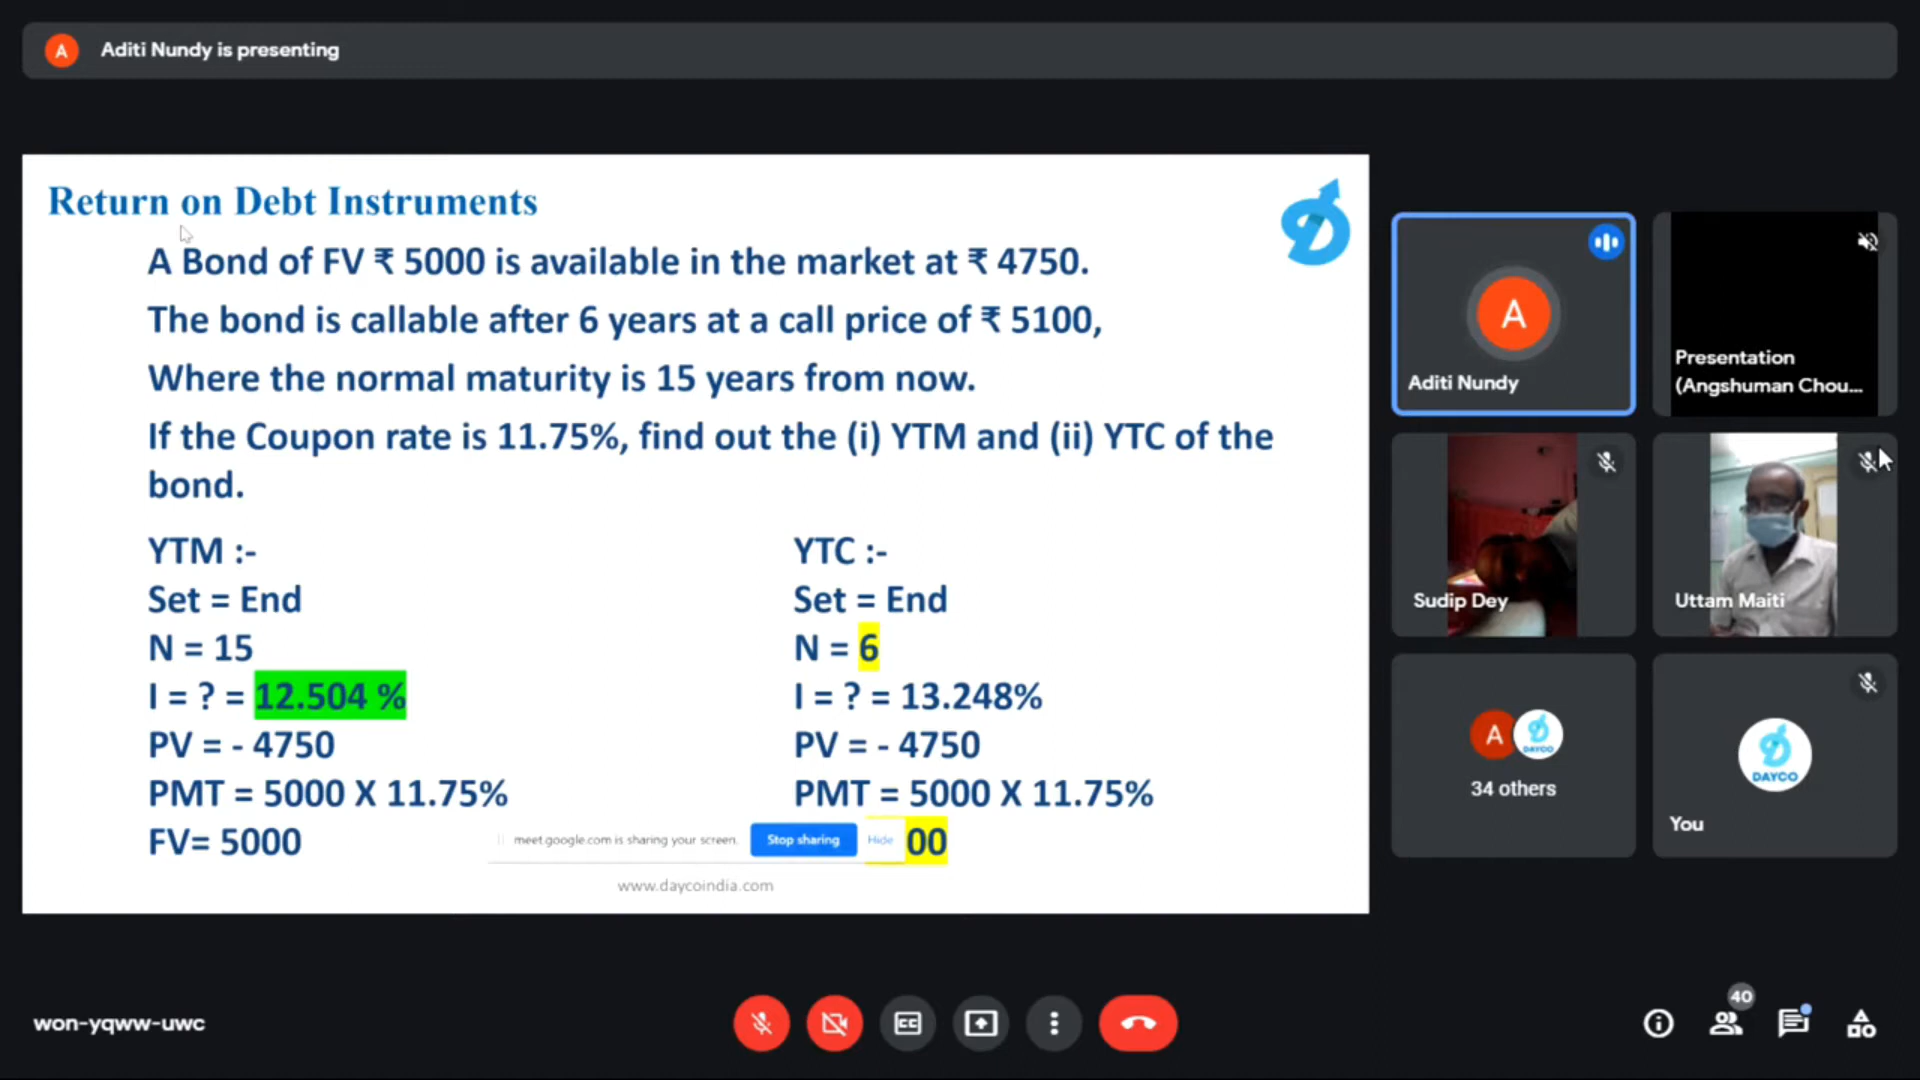 A
Aditi Nundy is presenting
Return on Debt Instruments
A Bond of FV ₹ 5000 is available in the market at ₹ 4750.
The bond is callable after 6 years at a call price of ₹ 5100,
Where the normal maturity is 15 years from now.
If the Coupon rate is 11.75%, find out the (i) YTM and (ii) YTC of the
bond.
YTM :-
Set = End
N = 15
I = ? = 12.504 %
PV = - 4750
PMT = 5000 X 11.75%
FV= 5000
YTC :-
Set = End
N = 6
I = ? = 13.248%
PV = - 4750
PMT = 5000 X 11.75%
00
meet.google.com is sharing your screen.
Stop sharing
Hide
www.daycoindia.com
A
Aditi Nundy
Presentation
(Angshuman Chou...
Sudip Dey
Uttam Maiti
A
DAYCO
34 others
DAYCO
You
won-yqww-uwc
CC
40